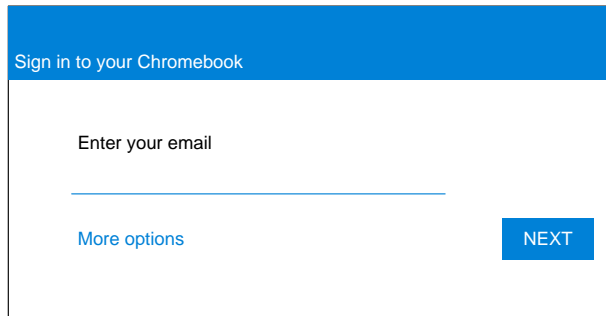 Sign in to your Chromebook
Enter your email
More options
NEXT